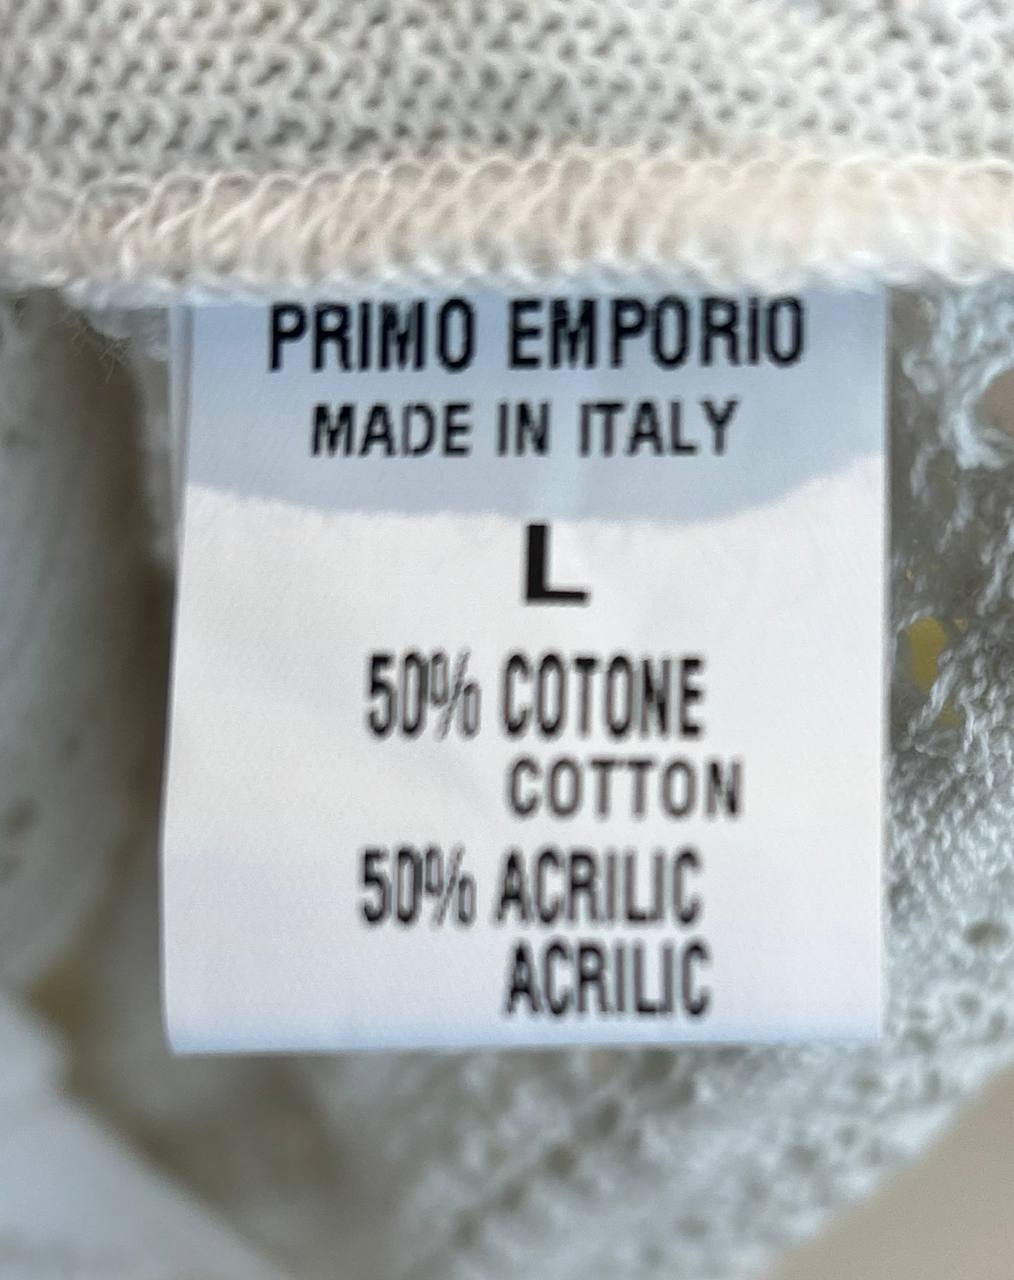 PRIMO EMPORIO
MADE IN ITALY
L
50% COTONE
COTTON
50% ACRILIC
ACRILIC